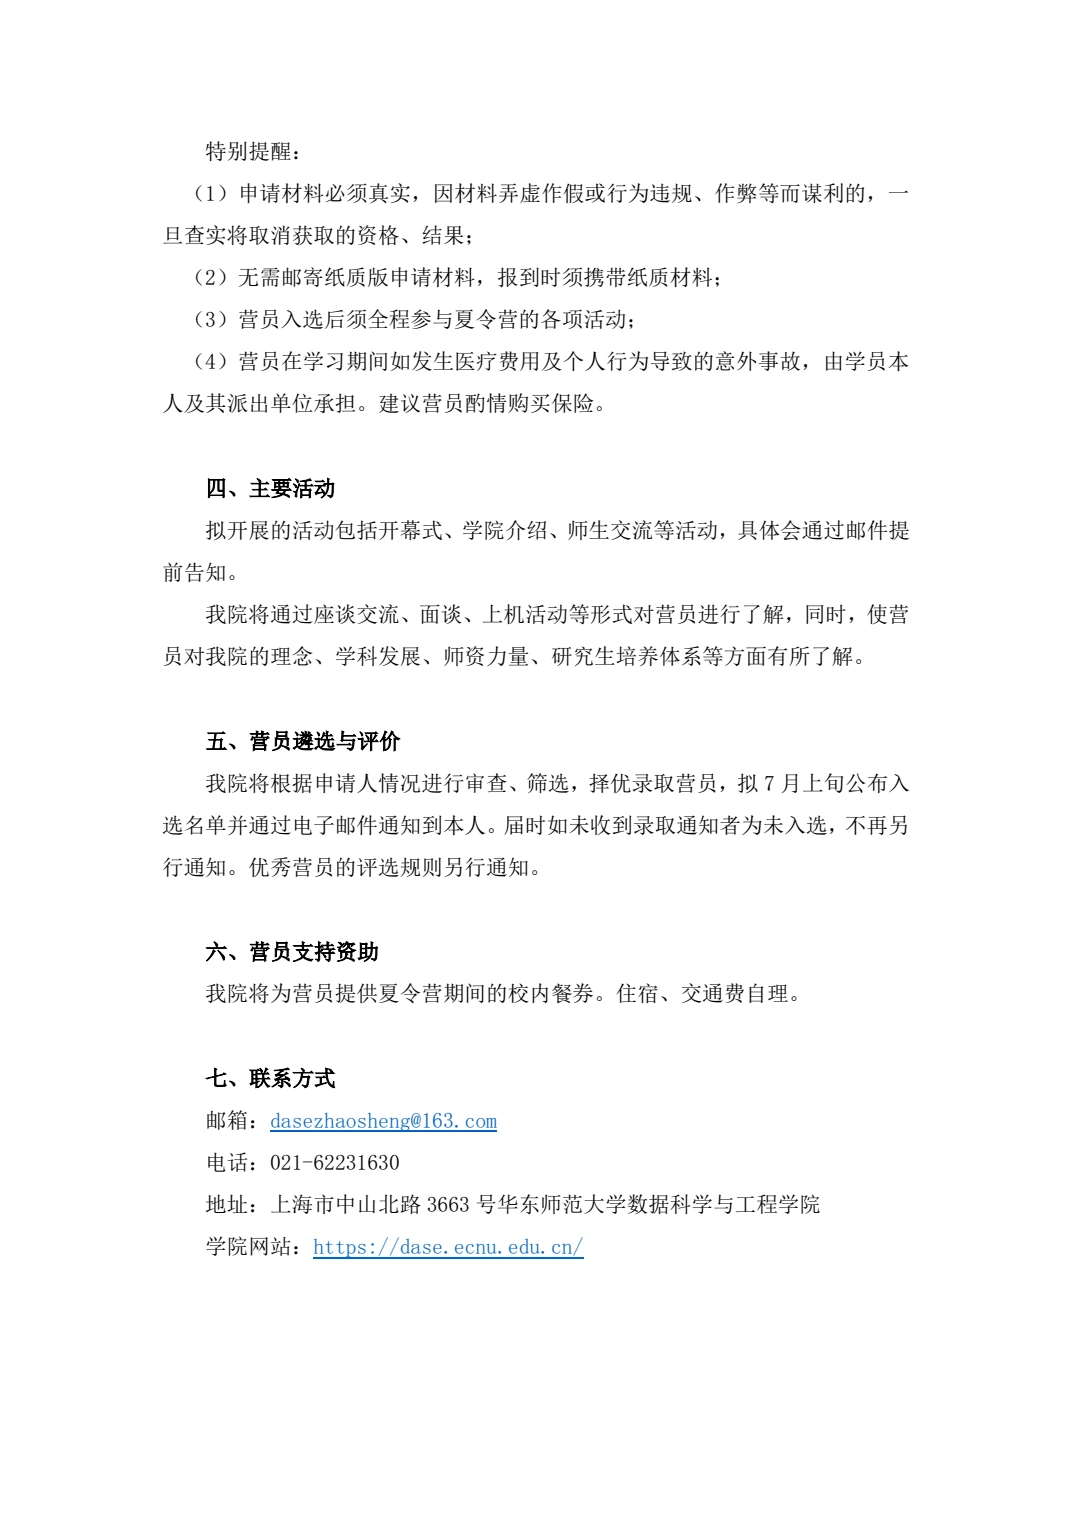 特别提醒：
（1）申请材料必须真实，因材料弄虚作假或行为违规、作弊等而谋利的，一
旦查实将取消获取的资格、结果；
（2）无需邮寄纸质版申请材料，报到时须携带纸质材料；
（3）营员入选后须全程参与夏令营的各项活动；
（4）营员在学习期间如发生医疗费用及个人行为导致的意外事故，由学员本
人及其派出单位承担。建议营员酌情购买保险。
四、主要活动
拟开展的活动包括开幕式、学院介绍、师生交流等活动，具体会通过邮件提
前告知。
我院将通过座谈交流、面谈、上机活动等形式对营员进行了解，同时，使营
员对我院的理念、学科发展、师资力量、研究生培养体系等方面有所了解。
五、营员遴选与评价
我院将根据申请人情况进行审查、筛选，择优录取营员，拟 7 月上旬公布入
选名单并通过电子邮件通知到本人。届时如未收到录取通知者为未入选，不再另
行通知。优秀营员的评选规则另行通知。
六、营员支持资助
我院将为营员提供夏令营期间的校内餐券。住宿、交通费自理。
七、联系方式
邮箱：dasezhaosheng@163.com
电话：021-62231630
地址：上海市中山北路 3663 号华东师范大学数据科学与工程学院
学院网站：https://dase.ecnu.edu.cn/